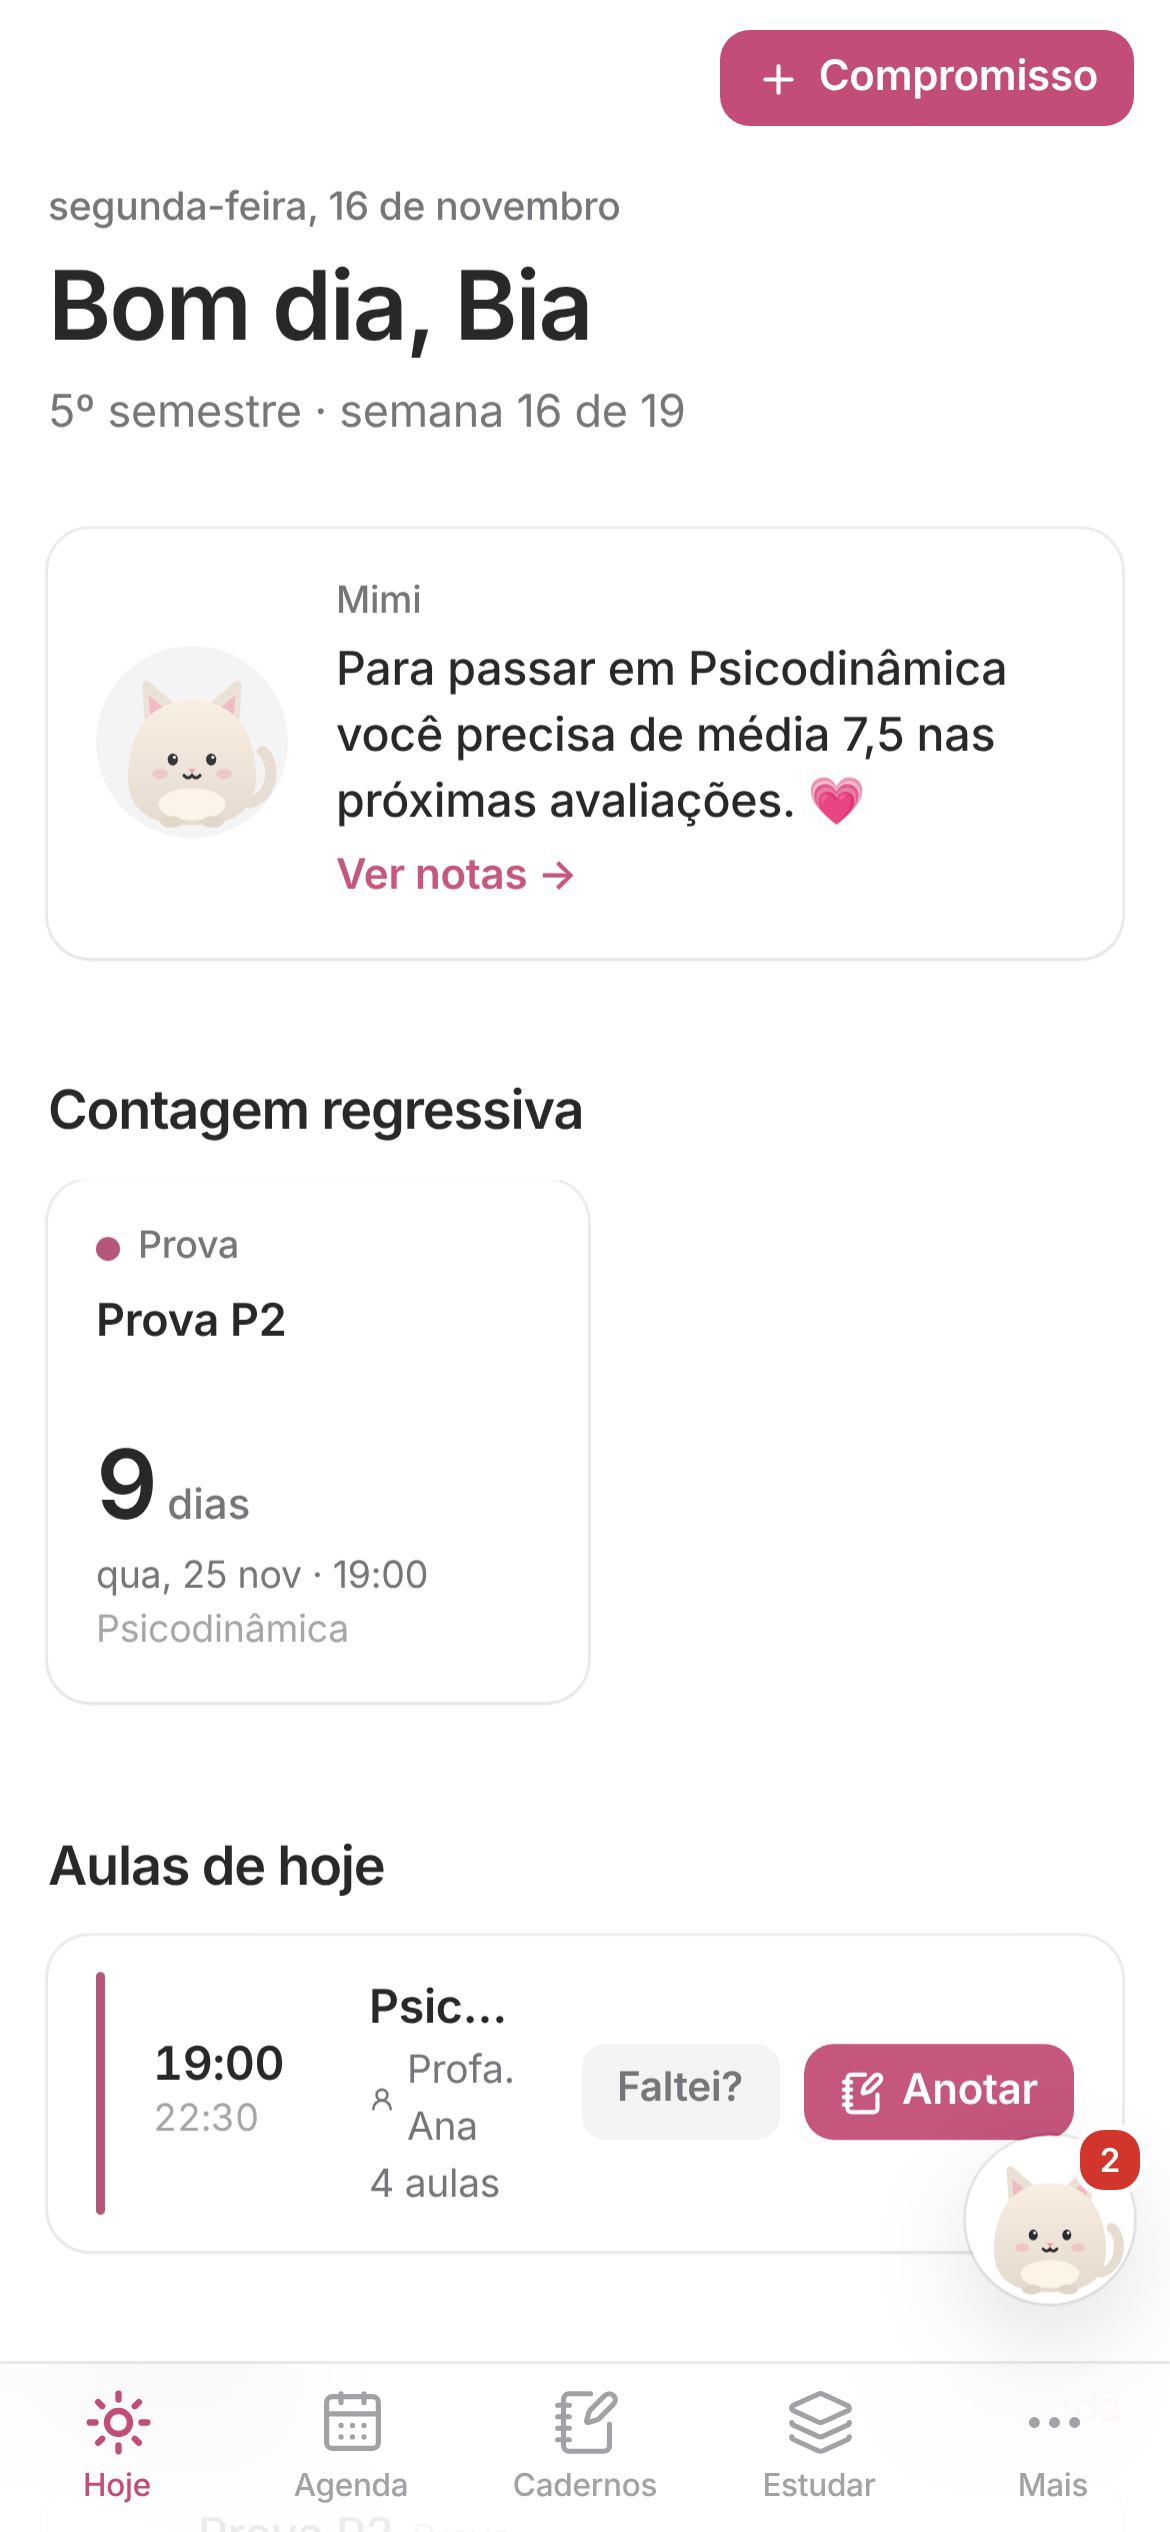 Compromisso
segunda-feira, 16 de novembro
Bom dia, Bia
5º semestre · semana 16 de 19
Mimi
Para passar em Psicodinâmica
você precisa de média 7,5 nas
próximas avaliações. 💗
Ver notas →
Contagem regressiva
Prova
Prova P2
9 dias
qua, 25 nov · 19:00
Psicodinâmica
Aulas de hoje
19:00
22:30
Psic...
Profa.
Ana
4 aulas
Faltei?
Anotar
2
Hoje
Agenda
Cadernos
Estudar
Mais
Prova P2 Prova